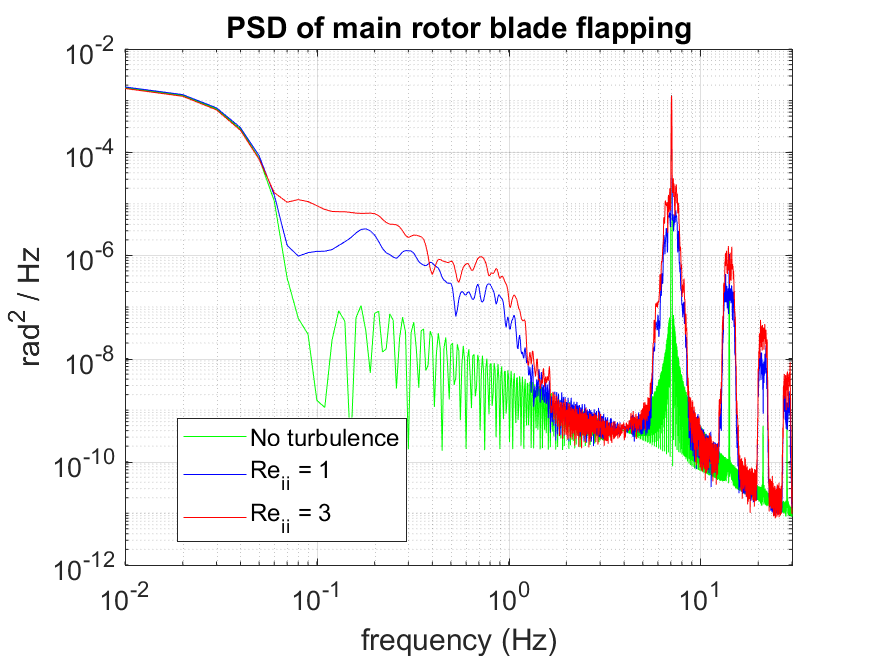 PSD of main rotor blade flapping
10^-2
10^-4
10^-6
10^-8
10^-10
10^-12
rad^2 / Hz
No turbulence
Re_ii = 1
Re_ii = 3
10^-2 10^-1 10^0 10^1
frequency (Hz)